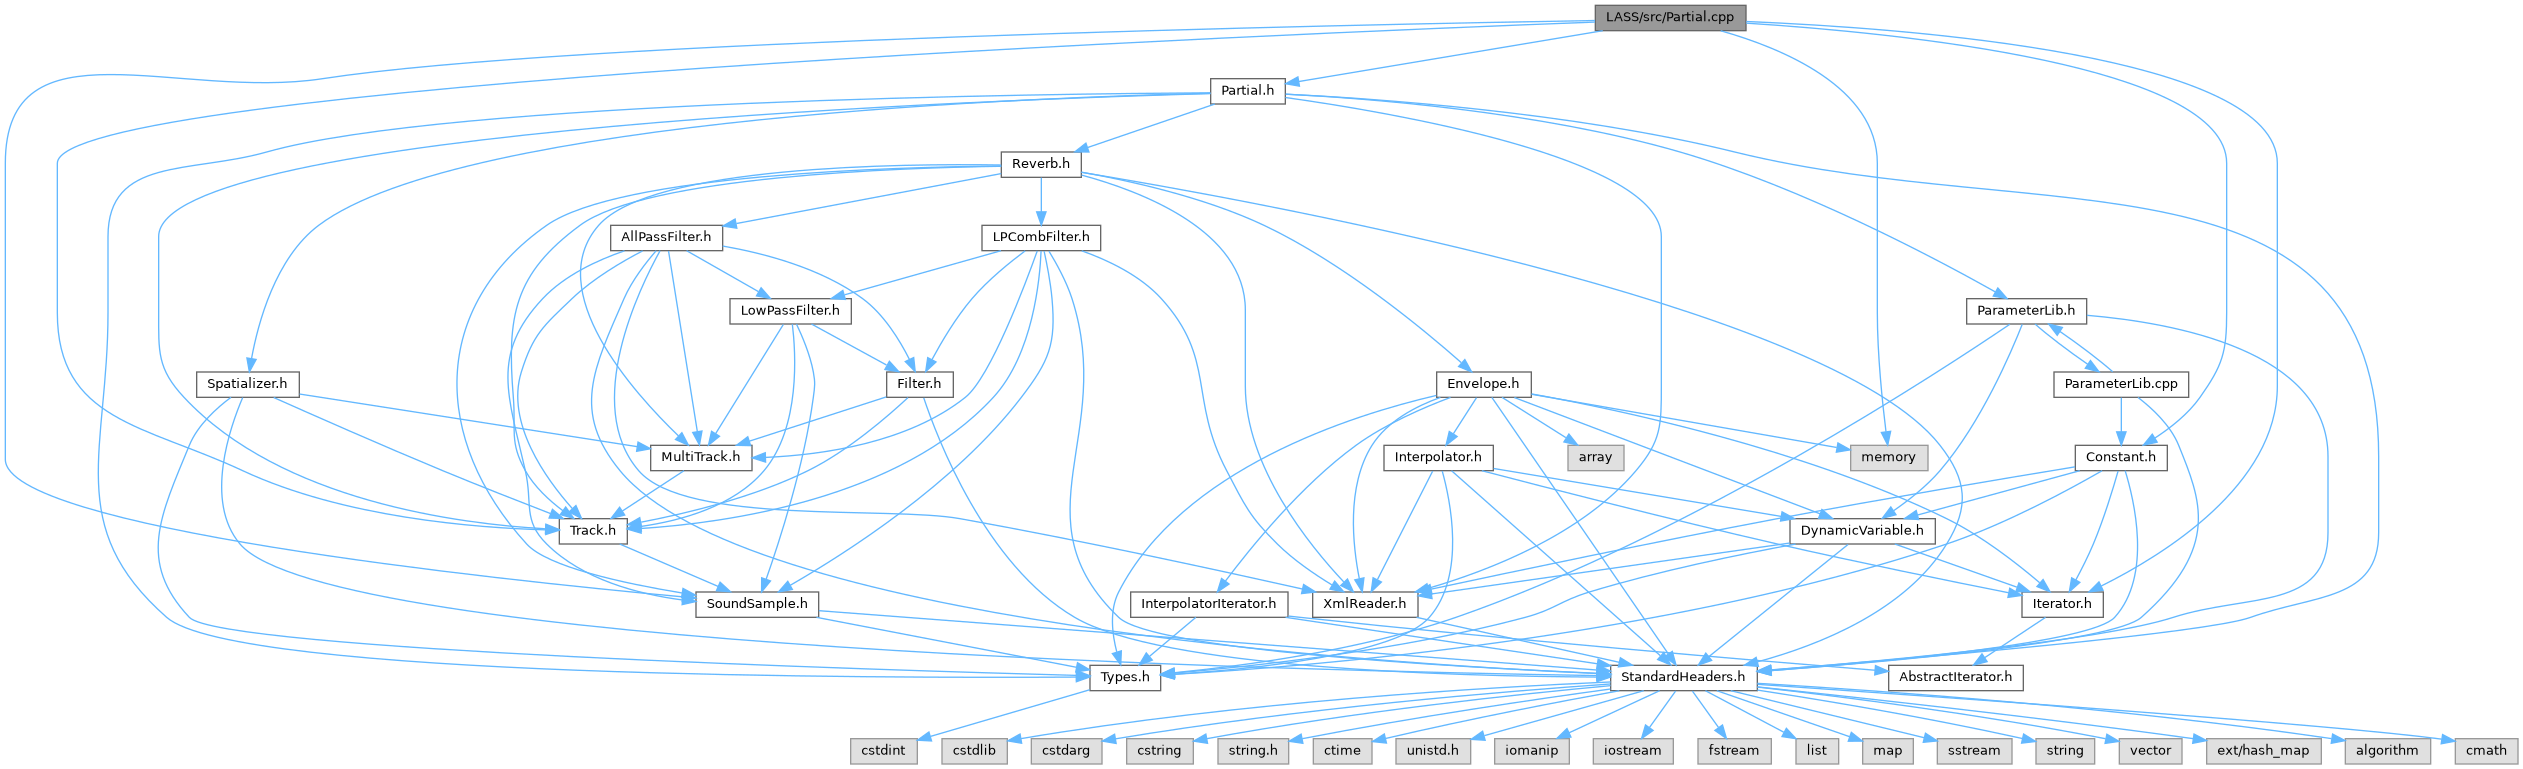 LASS/src/Partial.cpp
Partial.h
Reverb.h
AllPassFilter.h
LPCombFilter.h
LowPassFilter.h
ParameterLib.h
Spatializer.h
Filter.h
Envelope.h
ParameterLib.cpp
MultiTrack.h
Interpolator.h
array
memory
Constant.h
Track.h
DynamicVariable.h
SoundSample.h
InterpolatorIterator.h
XmlReader.h
Iterator.h
Types.h
StandardHeaders.h
AbstractIterator.h
cstdint
cstdlib
cstdarg
cstring
string.h
ctime
unistd.h
iomanip
iostream
fstream
list
map
sstream
string
vector
ext/hash_map
algorithm
cmath